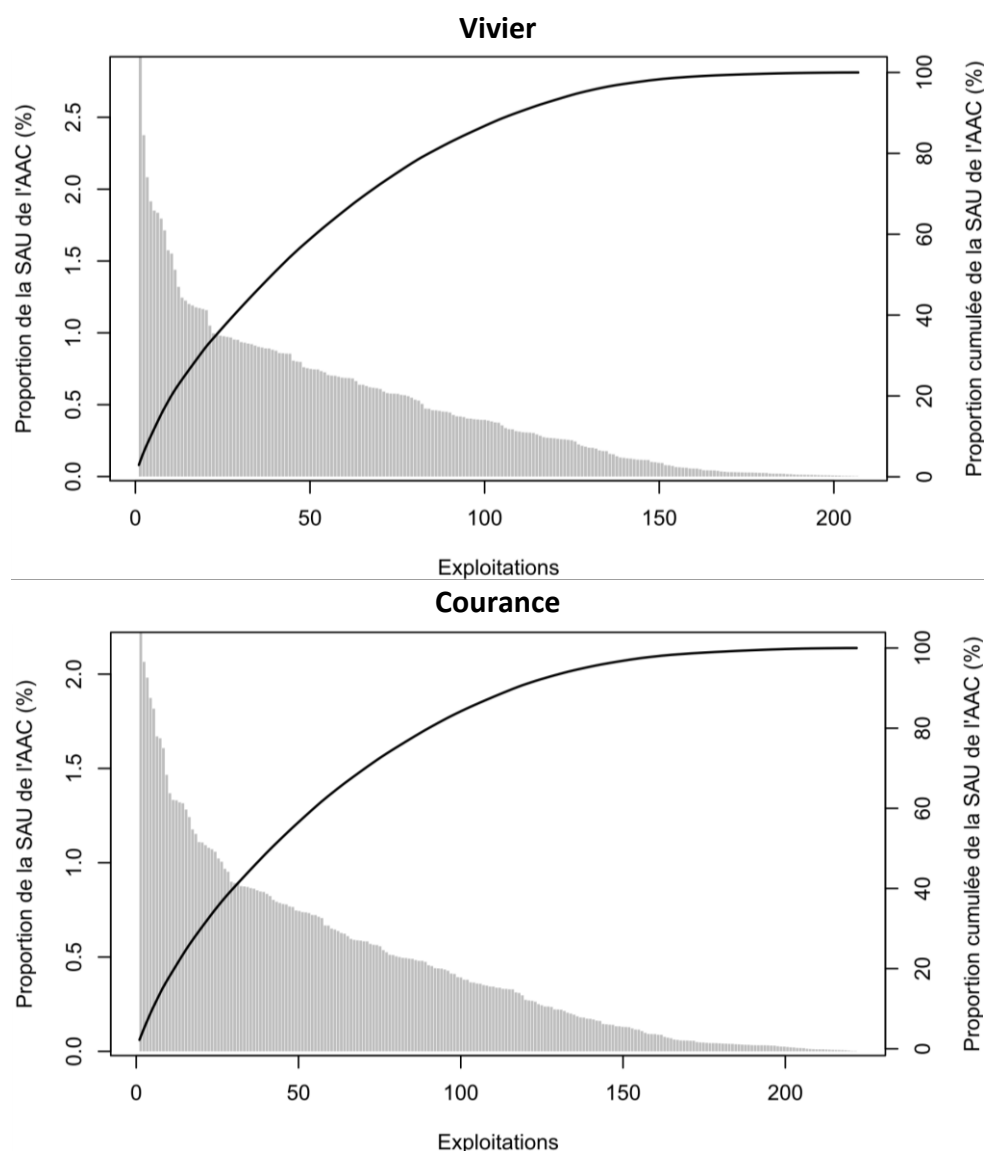 Vivier
Proportion de la SAU de l'AAC (%)
0.0 0.5 1.0 1.5 2.0 2.5
Proportion cumulée de la SAU de l'AAC (%)
0 20 40 60 80 100
0 50 100 150 200
Exploitations
Courance
Proportion de la SAU de l'AAC (%)
0.0 0.5 1.0 1.5 2.0
Proportion cumulée de la SAU de l'AAC (%)
0 20 40 60 80 100
0 50 100 150 200
Exploitations